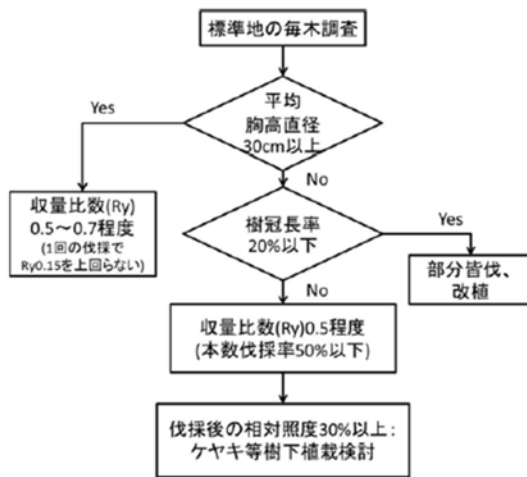 標準地の毎木調査
Yes
平均
胸高直径
30cm以上
No
収量比数(Ry)
0.5～0.7程度
(1回の伐採で
Ry0.15を上回らない)
樹冠長率
20%以下
Yes
部分皆伐、
改植
No
収量比数(Ry)0.5程度
(本数伐採率50%以下)
伐採後の相対照度30%以上：
ケヤキ等樹下植栽検討